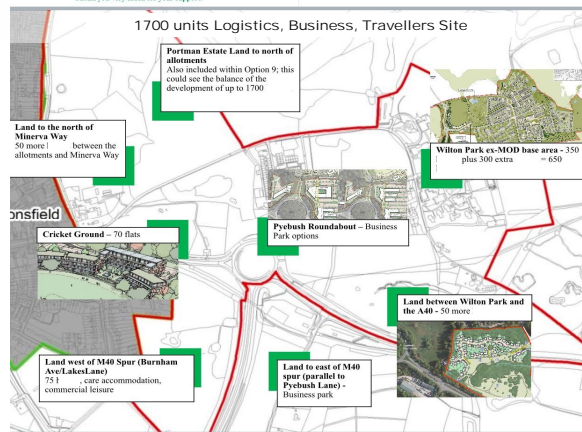 1700 units Logistics, Business, Travellers Site
Portman Estate Land to north of
allotments
Also included within Option 9; this
could see the balance of the
development of up to 1700
Land to the north of
Minerva Way
50 more between the
allotments and Minerva Way
Wilton Park ex-MOD base area - 350
plus 300 extra = 650
onsfield
Cricket Ground – 70 flats
Pyebush Roundabout – Business
Park options
Land between Wilton Park and
the A40 - 50 more
Land west of M40 Spur (Burnham
Ave/LakesLane)
75 , care accommodation,
commercial leisure
Land to east of M40
spur (parallel to
Pyebush Lane) -
Business park